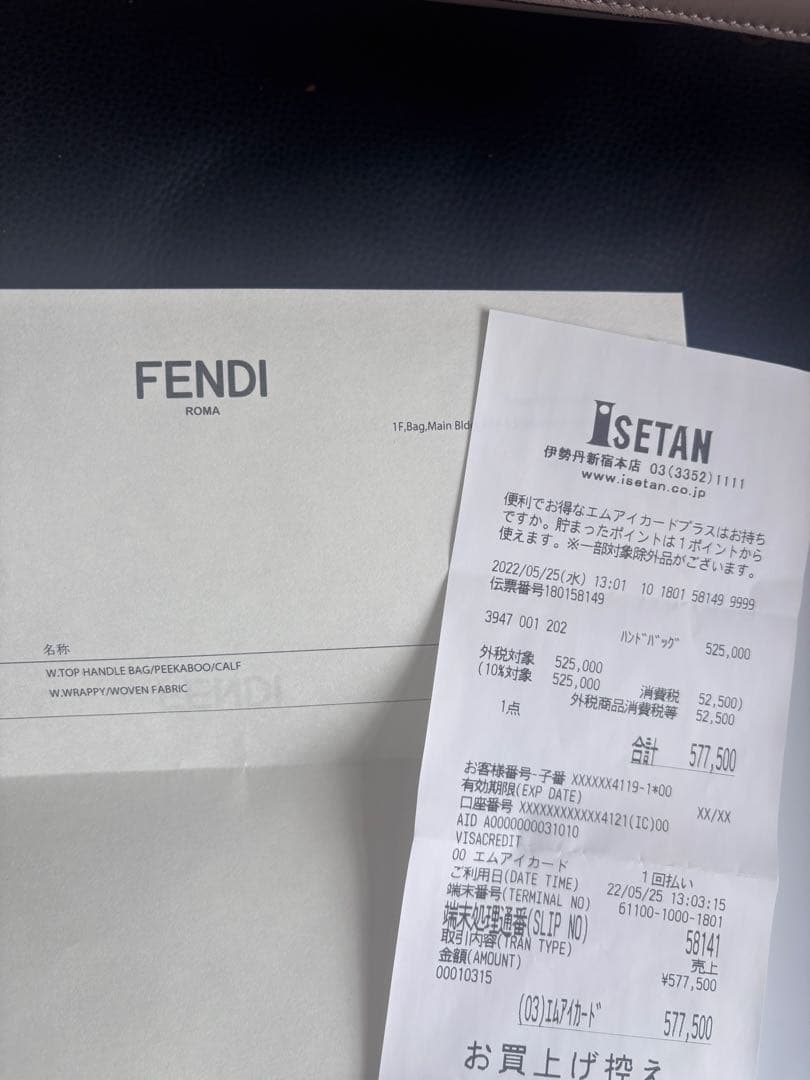 FENDI
ROMA
1F,Bag,Main
名称
W.TOP HANDLE BAG/PEEKABOO/CALF
W.WRAPPY/WOVEN FABRIC
ISETAN
伊勢丹新宿本店 03(3352)1111
www.isetan.co.jp
便利でお得なエムアイカードプラスはお持ち
ですか。貯まったポイントは1ポイントから
使えます。※一部対象除外品がございます。
2022/05/25(水) 13:01 10 1801 58149 9999
伝票番号180158149
3947 001 202 ハンドバッグ 525,000
外税対象 525,000
(10%対象 525,000 消費税 52,500)
外税商品消費税等 52,500
1点
合計 577,500
お客様番号-子番 XXXXXX4119-1*00
有効期限(EXP DATE) XX/XX
口座番号 XXXXXXXXXXXX4121(IC)00
AID A0000000031010
VISACREDIT
00 エムアイカード 1回払い
ご利用日(DATE TIME) 22/05/25 13:03:15
端末番号(TERMINAL NO) 61100-1000-1801
端末処理通番(SLIP NO) 58141
取引内容(TRAN TYPE) 売上
金額(AMOUNT) ¥577,500
00010315
(03)エムアイカード 577,500
お買上げ控え